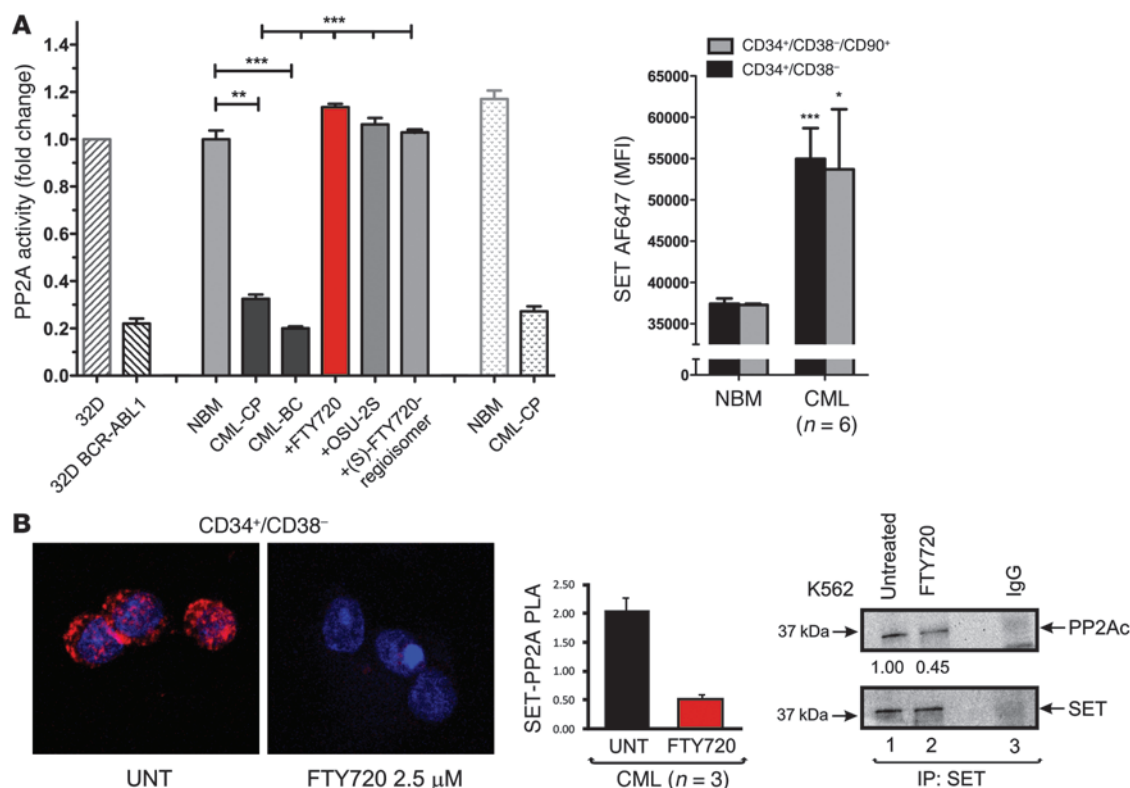 A
PP2A activity (fold change)
1.4
1.2
1.0
0.8
0.6
0.4
0.2
0.0
***
***
**
32D
32D BCR-ABL1
NBM
CML-CP
CML-BC
+FTY720
+OSU-2S
+(S)-FTY720-
regioisomer
NBM
CML-CP
CD34⁺/CD38⁻/CD90⁺
CD34⁺/CD38⁻
SET AF647 (MFI)
65000
60000
55000
50000
45000
40000
35000
0
***
*
NBM
CML
(n = 6)
B
CD34⁺/CD38⁻
UNT
FTY720 2.5 μM
SET-PP2A PLA
2.50
2.00
1.50
1.00
0.50
0.00
UNT
FTY720
CML (n = 3)
K562
Untreated
FTY720
IgG
37 kDa
PP2Ac
1.00 0.45
37 kDa
SET
1 2 3
IP: SET